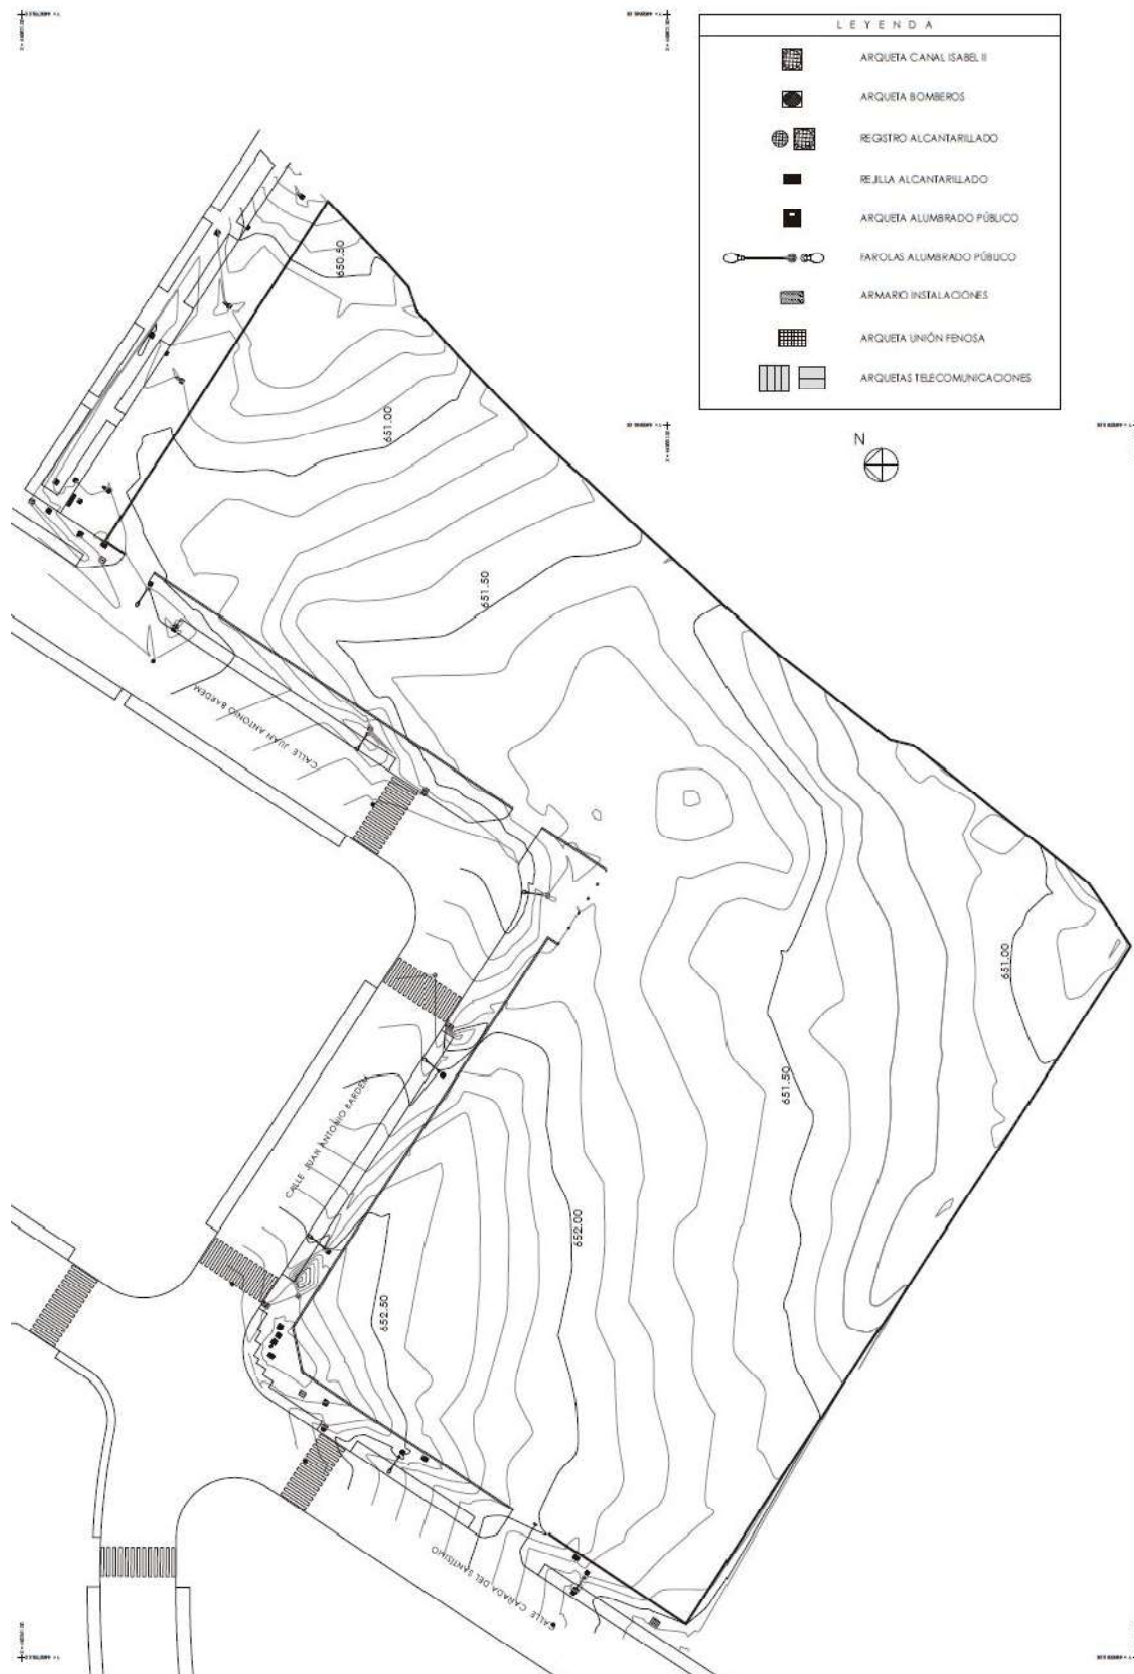 LEYENDA
ARQUETA CANAL ISABEL II
ARQUETA BOMBEROS
REGISTRO ALCANTARILLADO
REJILLA ALCANTARILLADO
ARQUETA ALUMBRADO PÚBLICO
FAROLAS ALUMBRADO PÚBLICO
ARMARIO INSTALACIONES
ARQUETA UNIÓN FENOSA
ARQUETAS TELECOMUNICACIONES
N
650.50
651.00
651.50
CALLE JUAN ANTONIO BARDEM
651.00
651.50
CALLE JUAN ANTONIO BARDEM
652.00
652.50
CALLE CAÑADA DEL SANTÍSIMO